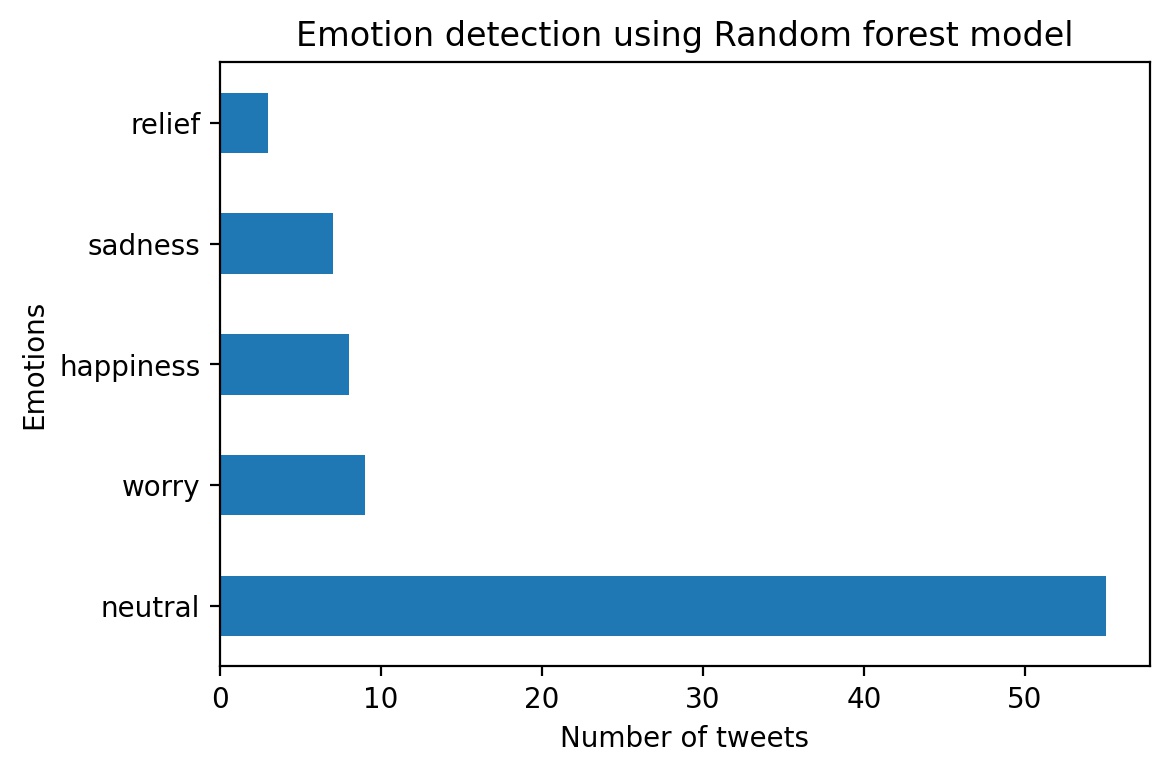 Emotion detection using Random forest model
relief
sadness
happiness
worry
neutral
Emotions
0 10 20 30 40 50
Number of tweets